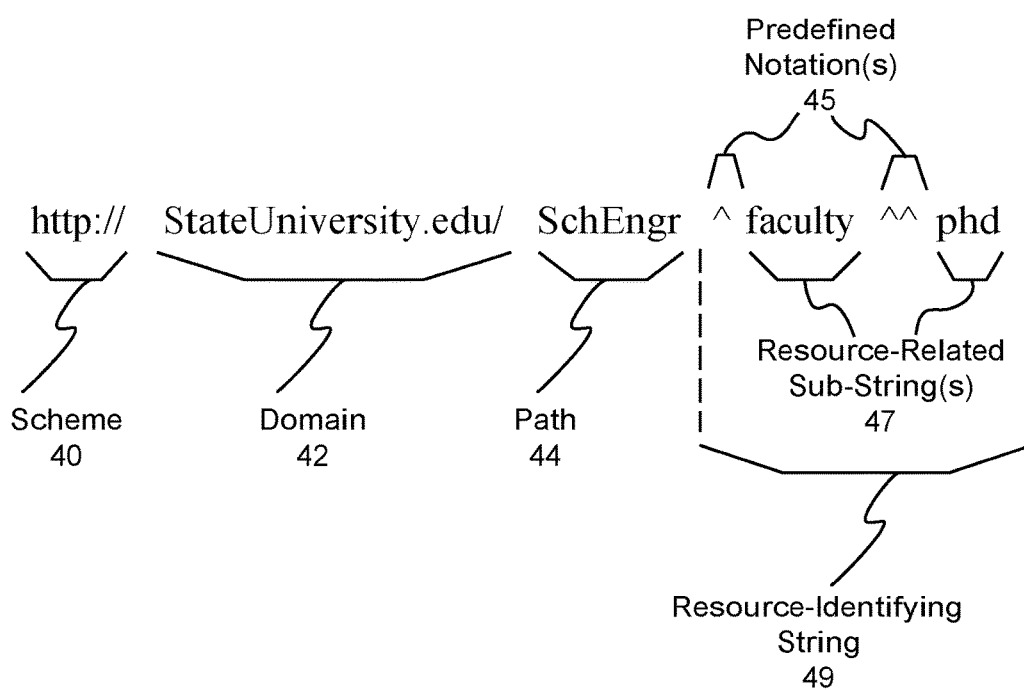 Predefined
Notation(s)
45
http:// StateUniversity.edu/ SchEngr ^ faculty ^^ phd
Resource-Related
Sub-String(s)
47
Scheme
40
Domain
42
Path
44
Resource-Identifying
String
49